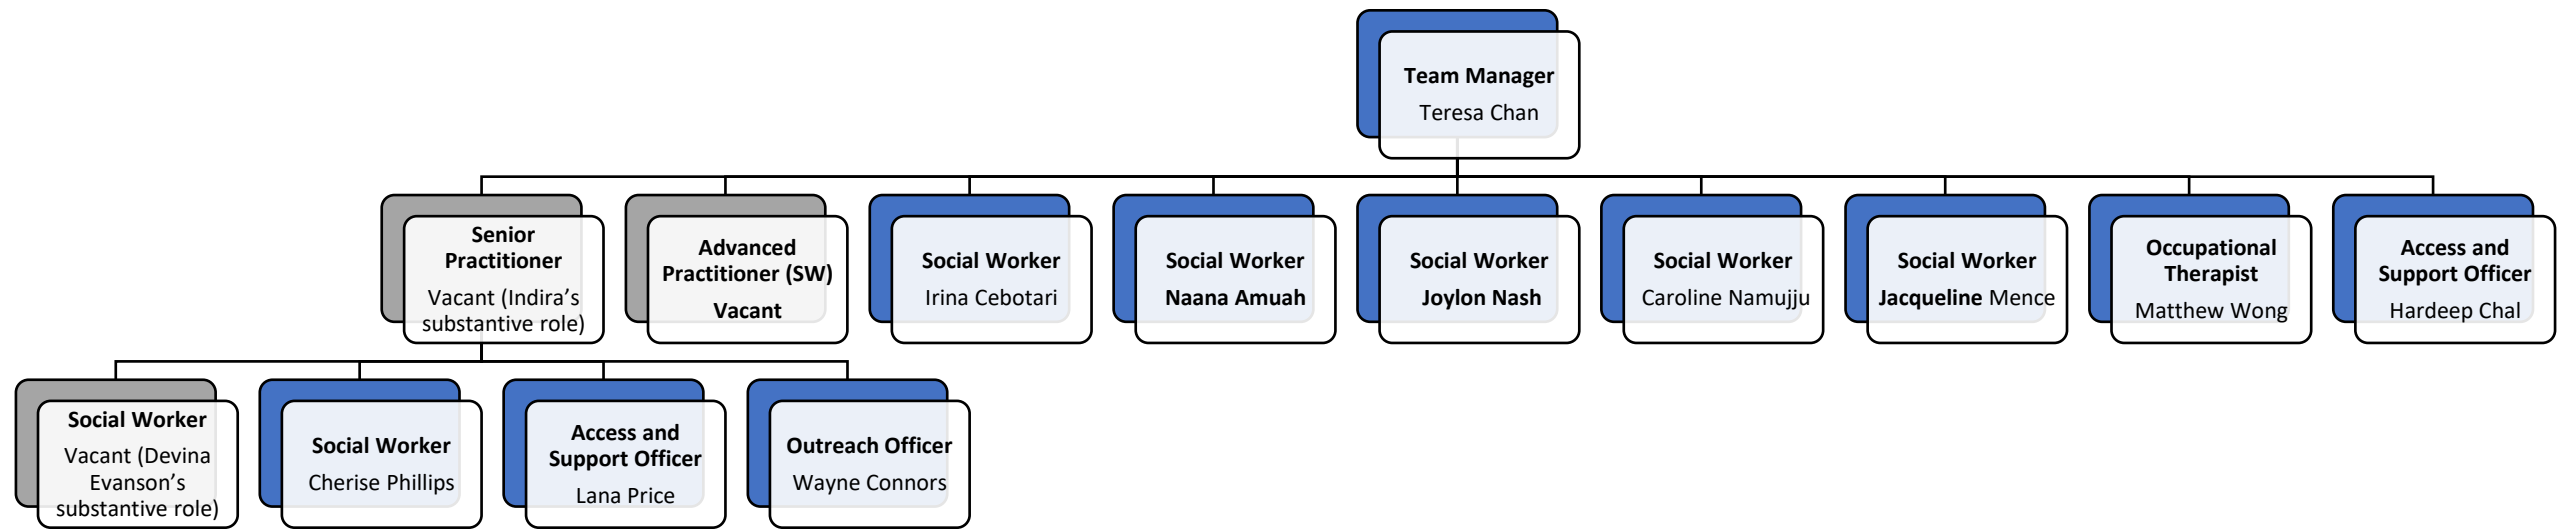 Team Manager
Teresa Chan
Senior
Practitioner
Vacant (Indira’s
substantive role)
Advanced
Practitioner (SW)
Vacant
Social Worker
Irina Cebotari
Social Worker
Naana Amuah
Social Worker
Joylon Nash
Social Worker
Caroline Namujju
Social Worker
Jacqueline Mence
Occupational
Therapist
Matthew Wong
Access and
Support Officer
Hardeep Chal
Social Worker
Vacant (Devina
Evanson’s
substantive role)
Social Worker
Cherise Phillips
Access and
Support Officer
Lana Price
Outreach Officer
Wayne Connors